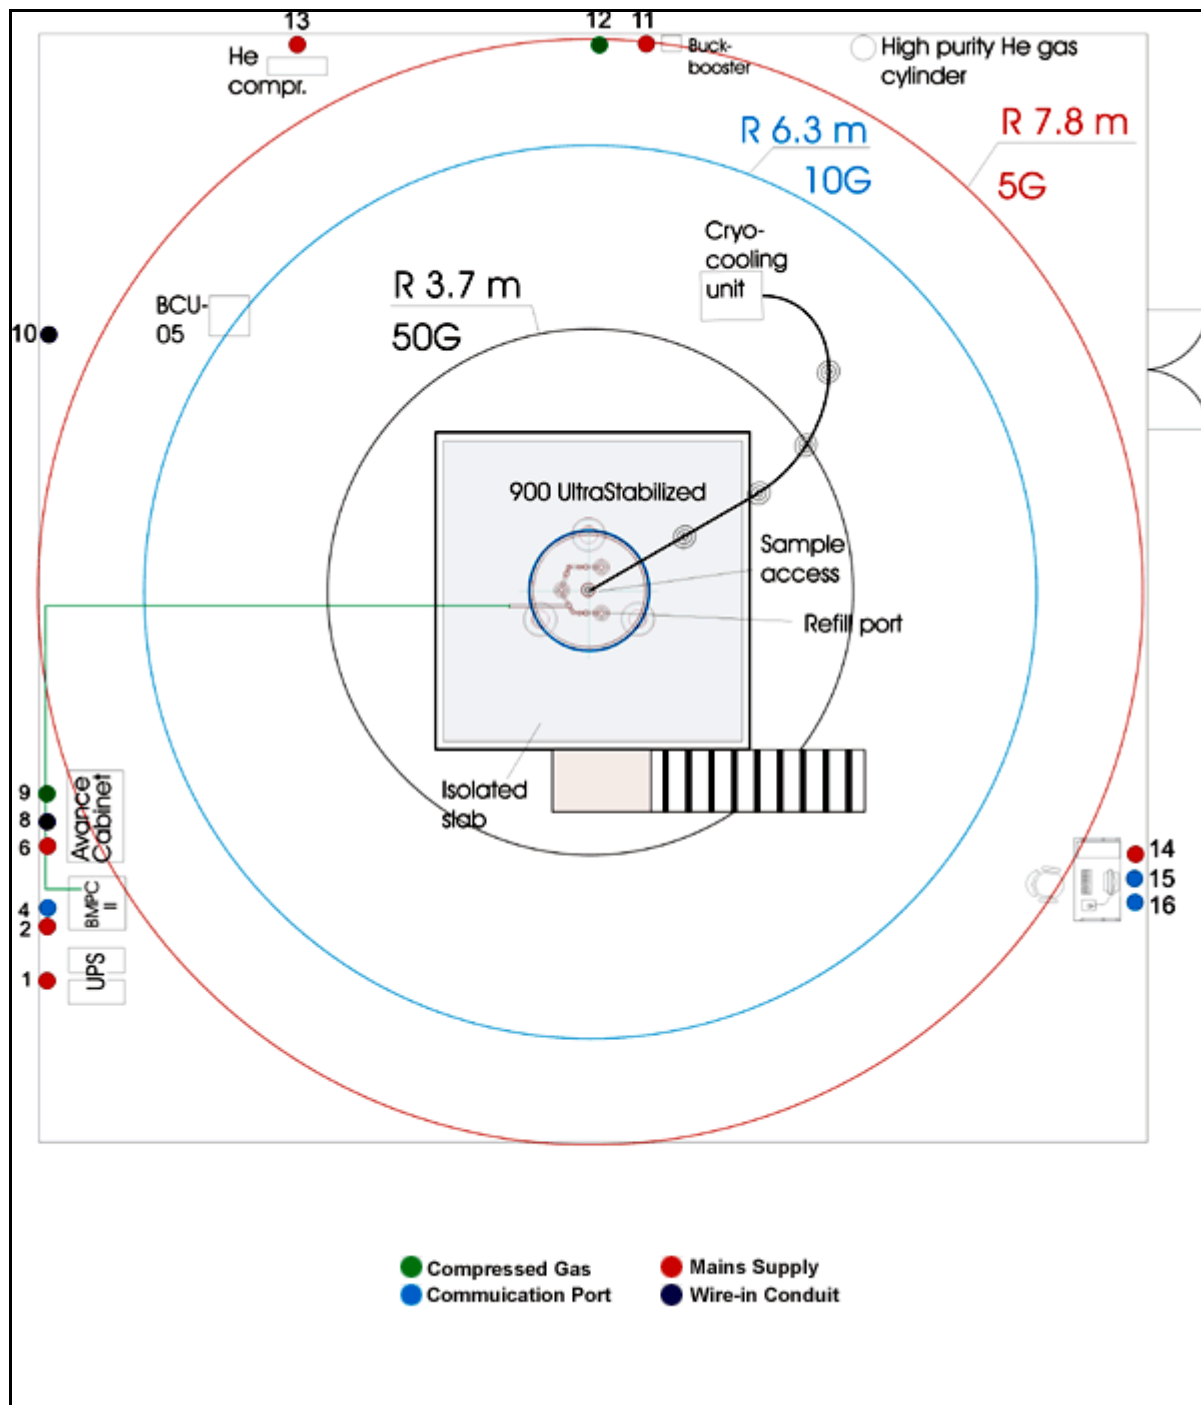 13
12
11
He
compr.
Buck-
booster
High purity He gas
cylinder
R 6.3 m
10G
R 7.8 m
5G
Cryo-
cooling
unit
R 3.7 m
50G
BCU-
05
10
900 UltraStabilized
Sample
access
Refill port
Isolated
slab
9
8
6
Avance
Cabinet
4
2
BMPC
II
1
UPS
14
15
16
Compressed Gas
Mains Supply
Commuication Port
Wire-in Conduit